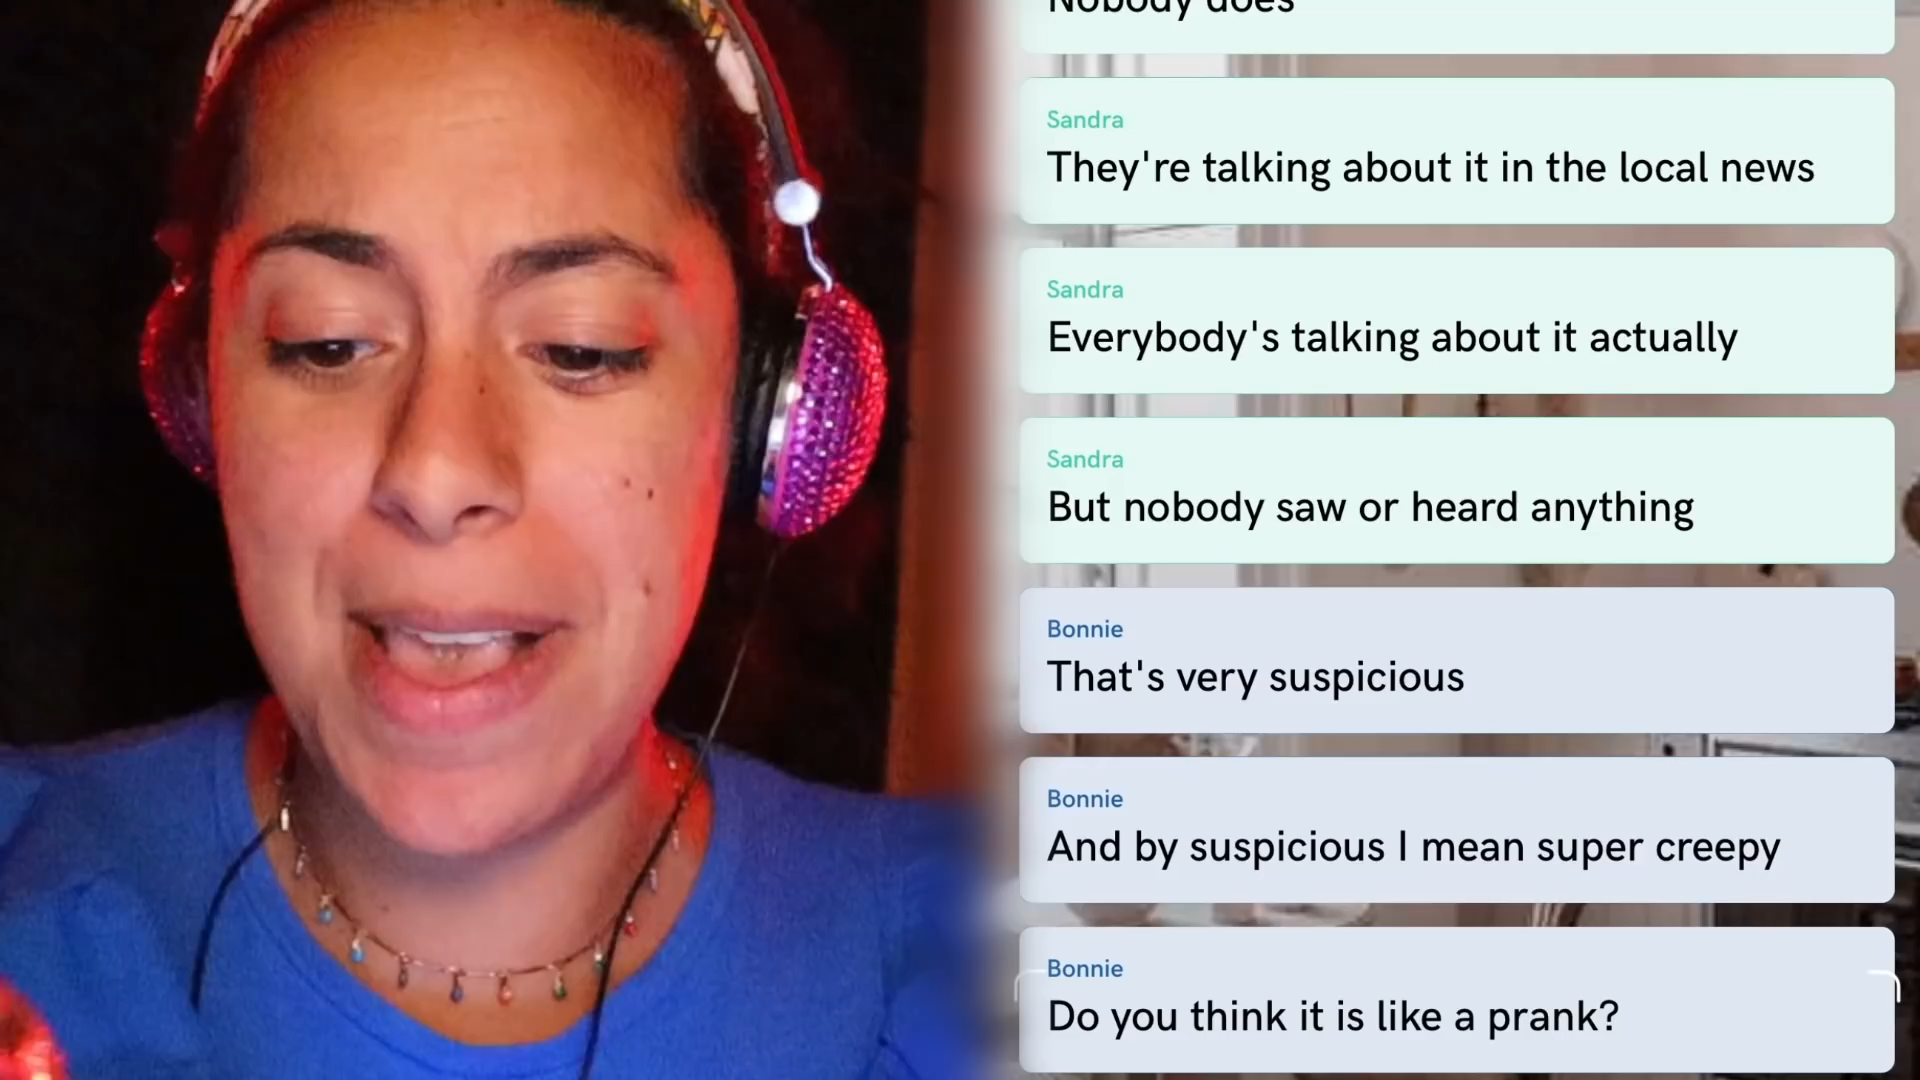 Nobody does
Sandra
They're talking about it in the local news
Sandra
Everybody's talking about it actually
Sandra
But nobody saw or heard anything
Bonnie
That's very suspicious
Bonnie
And by suspicious I mean super creepy
Bonnie
Do you think it is like a prank?